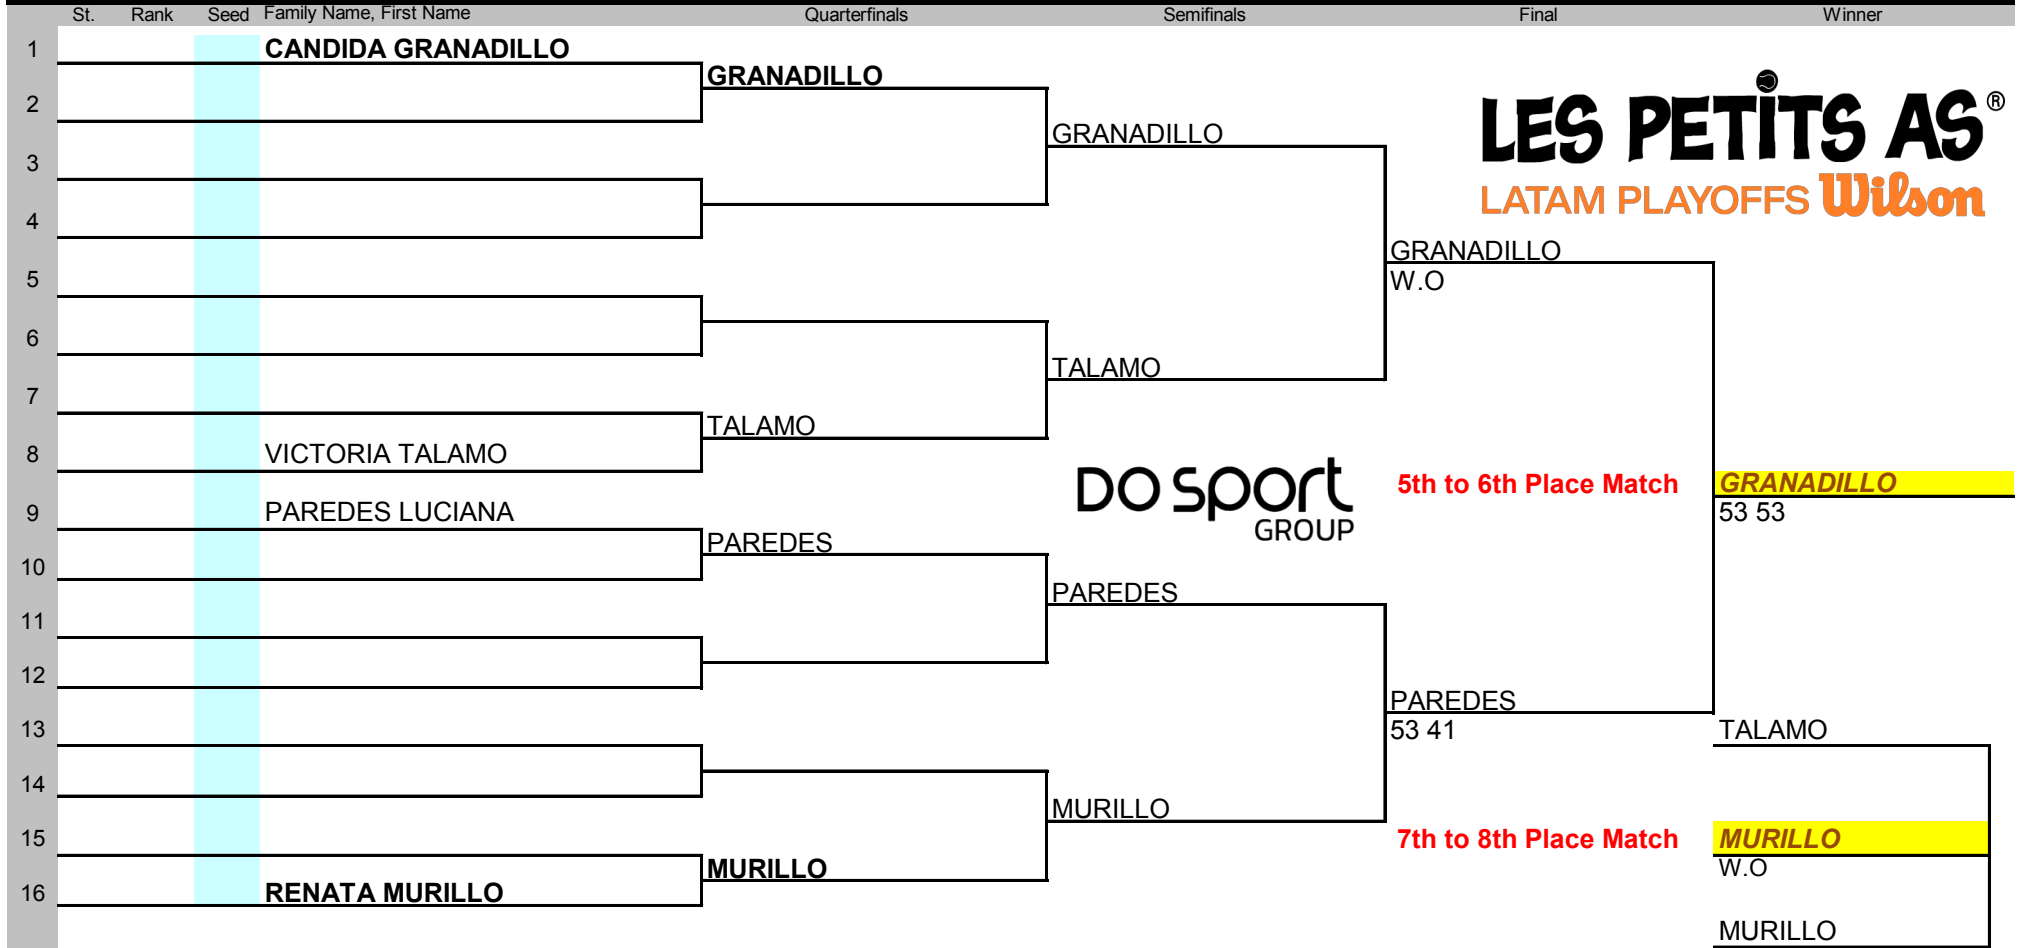 St. Rank Seed Family Name, First Name Quarterfinals Semifinals Final Winner
1 CANDIDA GRANADILLO
GRANADILLO
2
GRANADILLO
3
4
GRANADILLO
W.O
5
6
TALAMO
7
TALAMO
8 VICTORIA TALAMO
5th to 6th Place Match GRANADILLO
53 53
9 PAREDES LUCIANA
PAREDES
10
PAREDES
11
12
PAREDES
53 41
13
TALAMO
14
MURILLO
15
7th to 8th Place Match MURILLO
W.O
MURILLO
16 RENATA MURILLO
MURILLO
LES PETITS AS®
LATAM PLAYOFFS Wilson
DO SPORT
GROUP